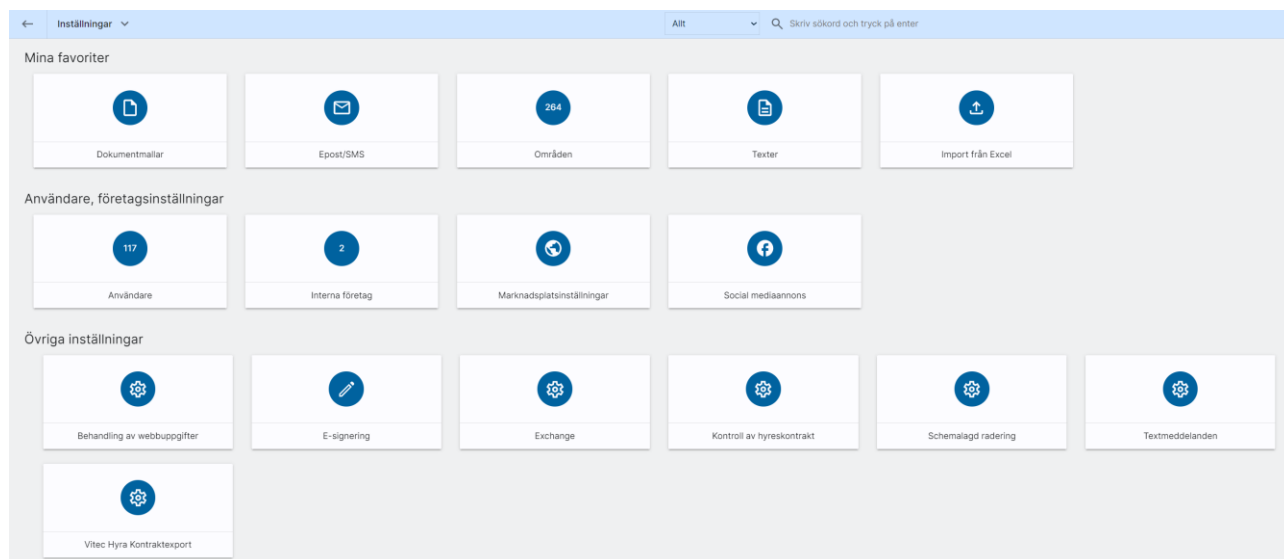 Inställningar
Allt
Skriv sökord och tryck på enter
Mina favoriter
264
Dokumentmallar
Epost/SMS
Områden
Texter
Import från Excel
Användare, företagsinställningar
117
2
Användare
Interna företag
Marknadsplatsinställningar
Social mediaannons
Övriga inställningar
Behandling av webbuppgifter
E-signering
Exchange
Kontroll av hyreskontrakt
Schemalagd radering
Textmeddelanden
Vitec Hyra Kontraktexport